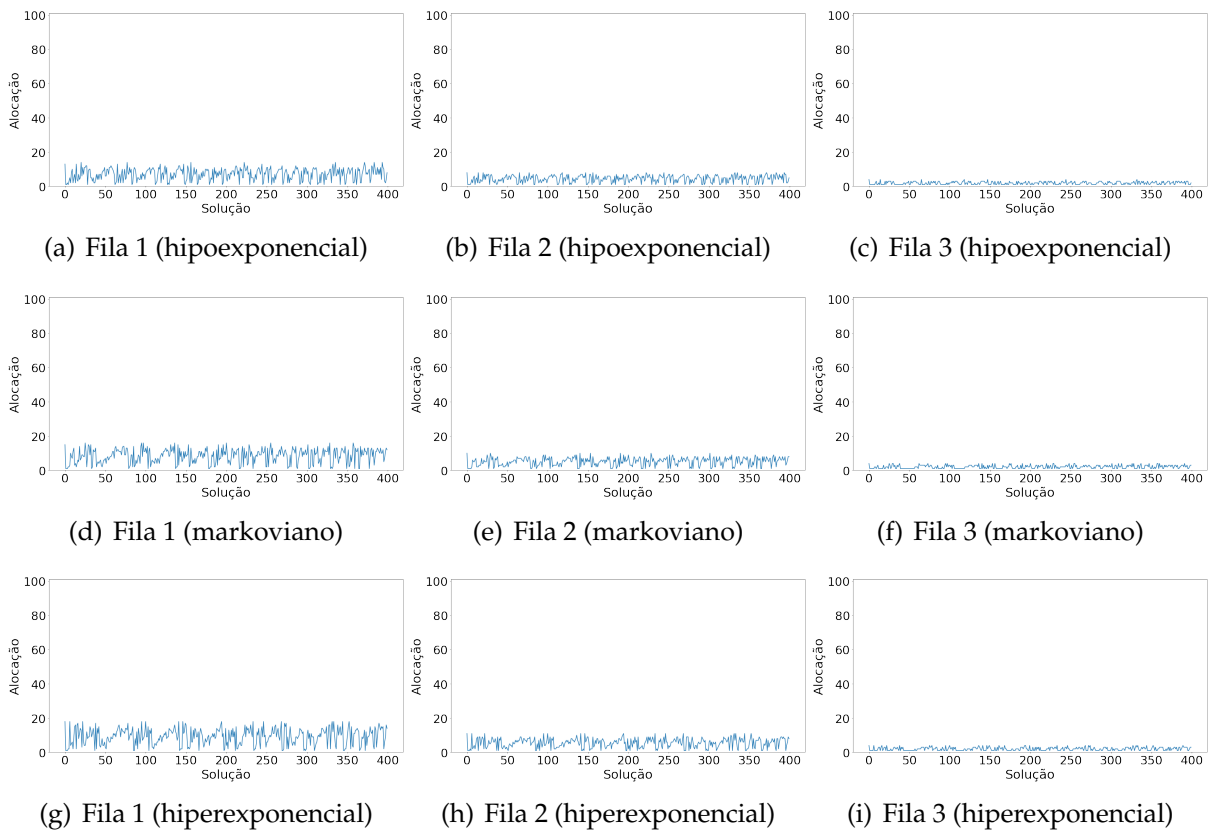 100 100 100
80 80 80
60 60 60
Alocação Alocação Alocação
40 40 40
20 20 20
0 0 0
0 50 100 150 200 250 300 350 400 0 50 100 150 200 250 300 350 400 0 50 100 150 200 250 300 350 400
Solução Solução Solução
(a) Fila 1 (hipoexponencial) (b) Fila 2 (hipoexponencial) (c) Fila 3 (hipoexponencial)
100 100 100
80 80 80
60 60 60
Alocação Alocação Alocação
40 40 40
20 20 20
0 0 0
0 50 100 150 200 250 300 350 400 0 50 100 150 200 250 300 350 400 0 50 100 150 200 250 300 350 400
Solução Solução Solução
(d) Fila 1 (markoviano) (e) Fila 2 (markoviano) (f) Fila 3 (markoviano)
100 100 100
80 80 80
60 60 60
Alocação Alocação Alocação
40 40 40
20 20 20
0 0 0
0 50 100 150 200 250 300 350 400 0 50 100 150 200 250 300 350 400 0 50 100 150 200 250 300 350 400
Solução Solução Solução
(g) Fila 1 (hiperexponencial) (h) Fila 2 (hiperexponencial) (i) Fila 3 (hiperexponencial)